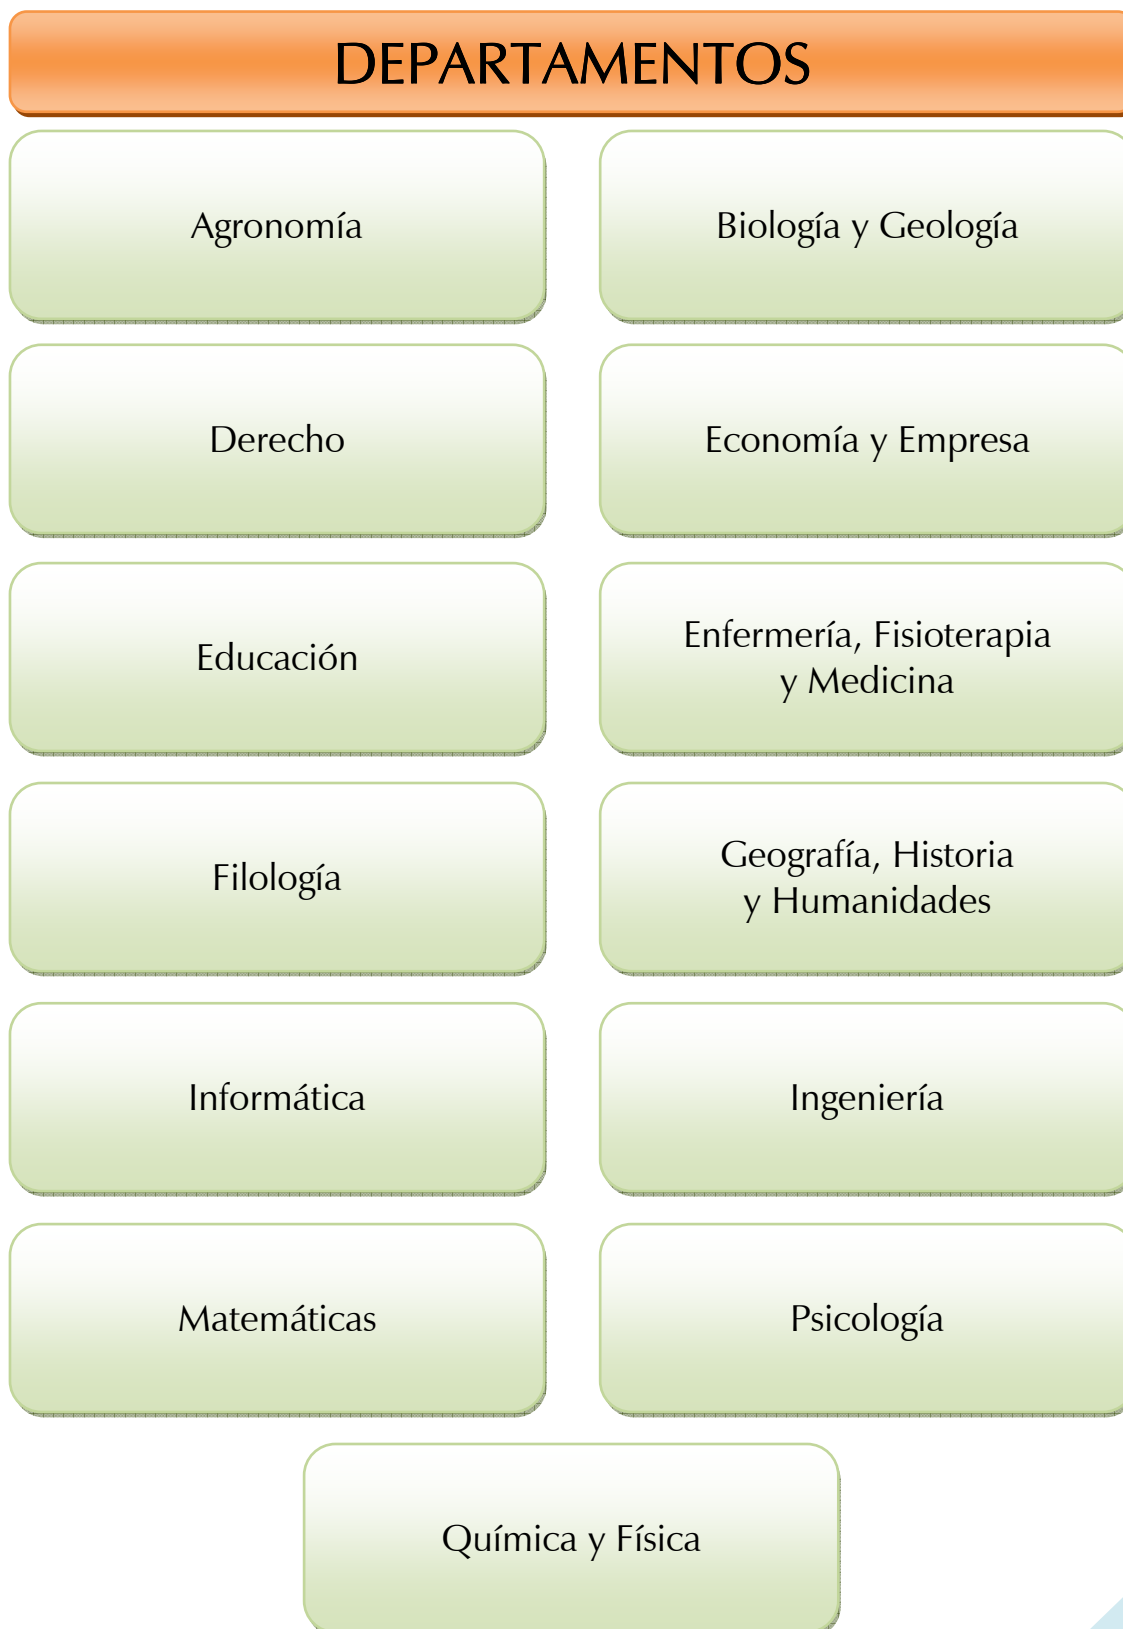 DEPARTAMENTOS
Agronomía
Biología y Geología
Derecho
Economía y Empresa
Educación
Enfermería, Fisioterapia
y Medicina
Filología
Geografía, Historia
y Humanidades
Informática
Ingeniería
Matemáticas
Psicología
Química y Física